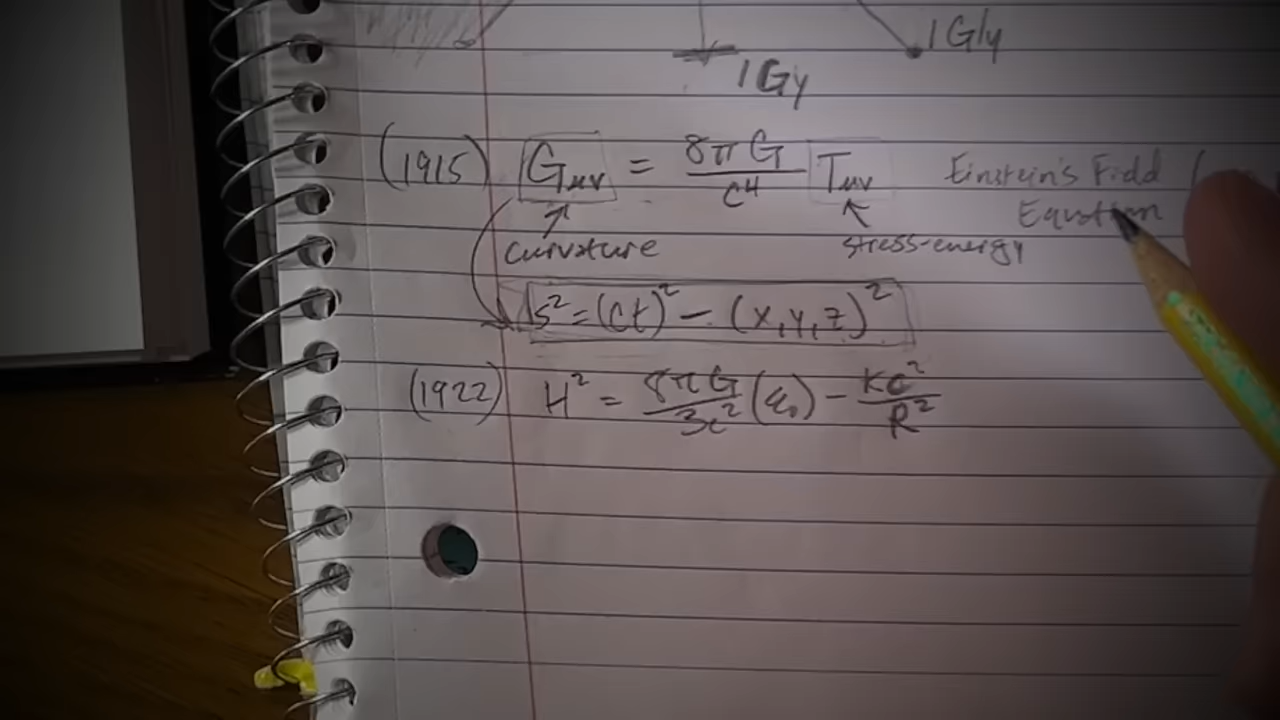 1Gly
1Gy
(1915) Gμν = 8πG/c⁴ Tμν Einstein's Field (
Equation
curvature stress-energy
s² = (ct)² − (x,y,z)²
(1922) H² = 8πG/3c² (ε₀) − Kc²/R²